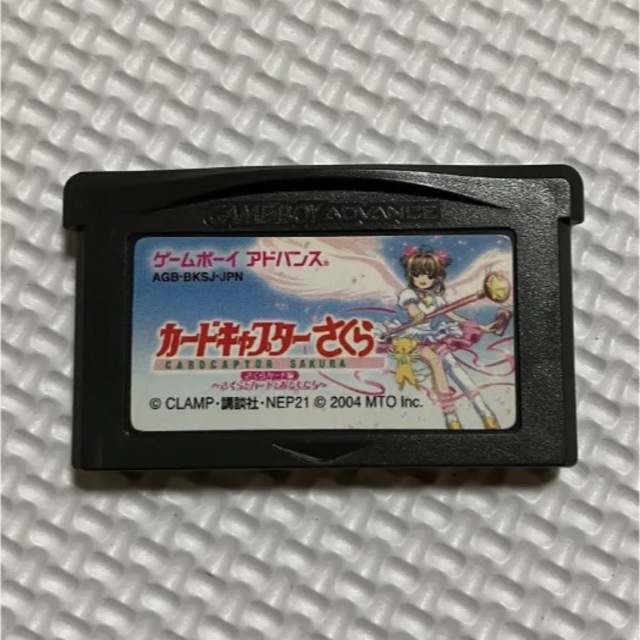 GAME BOY ADVANCE
ゲームボーイ アドバンス®
AGB-BKSJ-JPN
カードキャプターさくら
CARDCAPTOR SAKURA
さくらカード編
〜さくらとカードとおともだち〜
© CLAMP・講談社・NEP21 © 2004 MTO Inc.